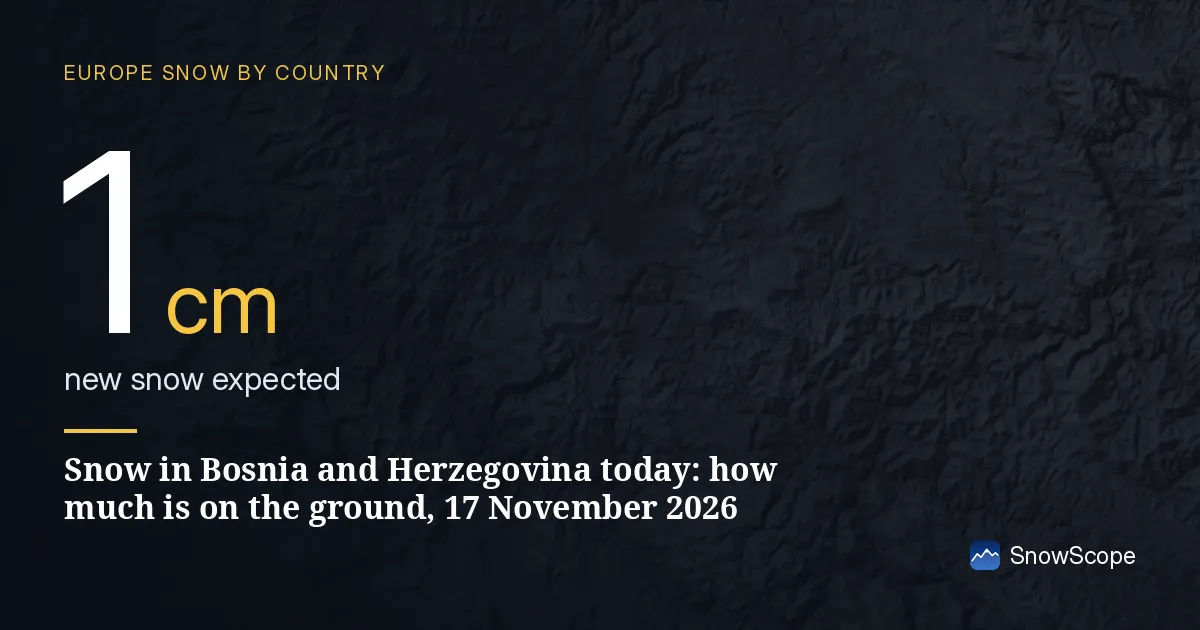 EUROPE SNOW BY COUNTRY
1 cm
new snow expected
Snow in Bosnia and Herzegovina today: how
much is on the ground, 17 November 2026
SnowScope